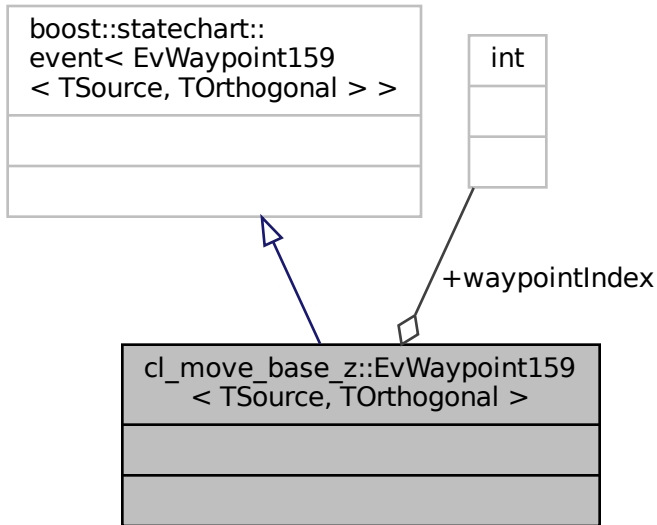 boost::statechart::
event< EvWaypoint159
< TSource, TOrthogonal > >
int
+waypointIndex
cl_move_base_z::EvWaypoint159
< TSource, TOrthogonal >